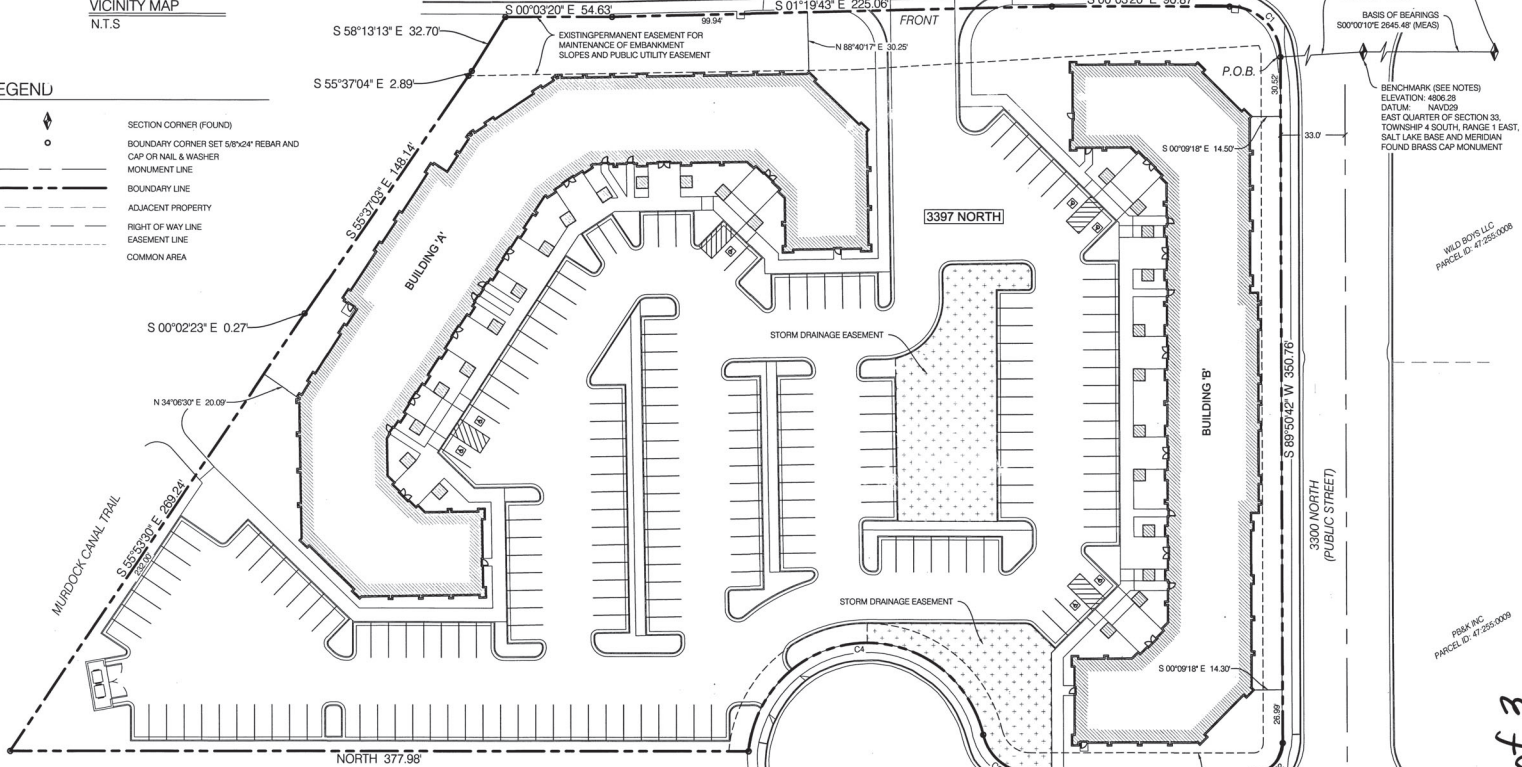 VICINITY MAP
N.T.S
LEGEND
SECTION CORNER (FOUND)
BOUNDARY CORNER SET 5/8"x24" REBAR AND
CAP OR NAIL & WASHER
MONUMENT LINE
BOUNDARY LINE
ADJACENT PROPERTY
RIGHT OF WAY LINE
EASEMENT LINE
COMMON AREA
S 00°03'20" E 54.63'
99.94'
S 01°19'43" E 225.06'
FRONT
C1
S 58°13'13" E 32.70'
EXISTINGPERMANENT EASEMENT FOR
MAINTENANCE OF EMBANKMENT
SLOPES AND PUBLIC UTILITY EASEMENT
N 88°40'17" E 30.25'
S 55°37'04" E 2.89'
BASIS OF BEARINGS
S00°00'10"E 2645.48' (MEAS)
P.O.B.
30.52'
BENCHMARK (SEE NOTES)
ELEVATION: 4806.28
DATUM: NAVD29
EAST QUARTER OF SECTION 33,
TOWNSHIP 4 SOUTH, RANGE 1 EAST,
SALT LAKE BASE AND MERIDIAN
FOUND BRASS CAP MONUMENT
33.0'
S 00°09'18" E 14.50'
S 55°37'03" E 148.14'
BUILDING 'A'
3397 NORTH
WILD BOYS LLC
PARCEL ID: 47:255:0008
S 00°02'23" E 0.27'
STORM DRAINAGE EASEMENT
N 34°06'30" E 20.09'
BUILDING 'B'
S 89°50'42" W 350.76'
3300 NORTH
(PUBLIC STREET)
MURDOCK CANAL TRAIL
S 55°53'30" E 269.24'
232.00'
STORM DRAINAGE EASEMENT
C4
PB&K INC
PARCEL ID: 47:255:0009
S 00°09'18" E 14.30'
26.99'
NORTH 377.98'
of 3